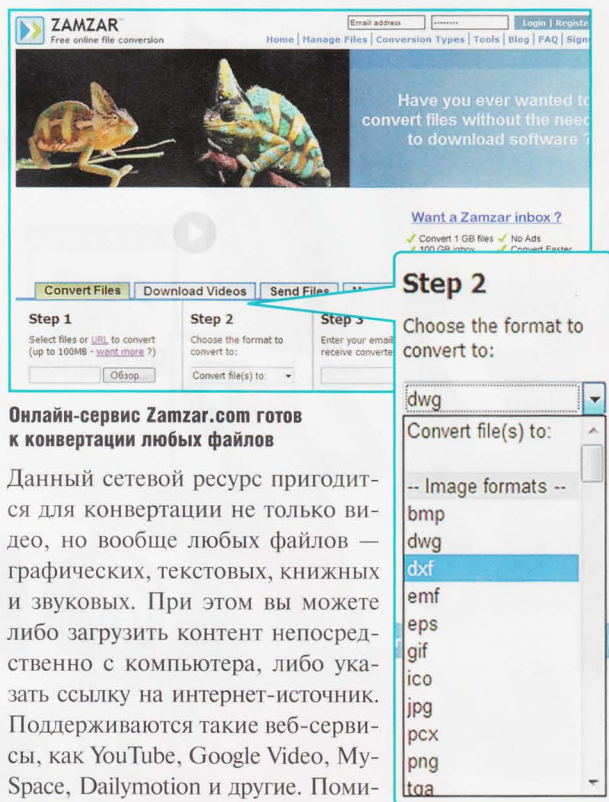 ZAMZAR™
Free online file conversion
Email address
Login | Registe
Home | Manage Files | Conversion Types | Tools | Blog | FAQ | Sign
Have you ever wanted to
convert files without the need
to download software ?
Want a Zamzar inbox ?
✓ Convert 1 GB files ✓ No Ads
✓ 100 GB inbox ✓ Convert Faster
Convert Files
Download Videos
Send Files
Step 1
Select files or URL to convert
(up to 100MB - want more ?)
Обзор...
Step 2
Choose the format to
convert to:
Convert file(s) to:
Step 3
Enter your email
receive converte
Step 2
Choose the format to
convert to:
dwg
Convert file(s) to:
-- Image formats --
bmp
dwg
dxf
emf
eps
gif
ico
jpg
pcx
png
tga
Онлайн-сервис Zamzar.com готов
к конвертации любых файлов
Данный сетевой ресурс пригодит-
ся для конвертации не только ви-
део, но вообще любых файлов —
графических, текстовых, книжных
и звуковых. При этом вы можете
либо загрузить контент непосред-
ственно с компьютера, либо ука-
зать ссылку на интернет-источник.
Поддерживаются такие веб-серви-
сы, как YouTube, Google Video, My-
Space, Dailymotion и другие. Поми-